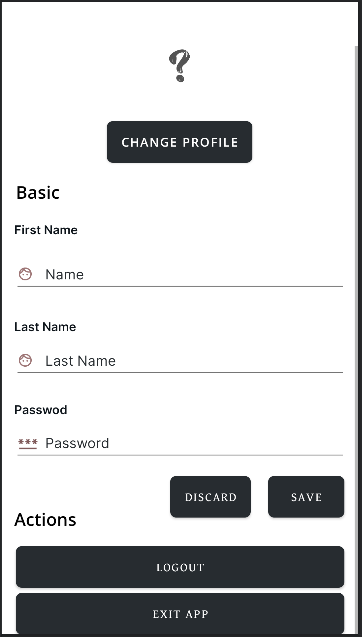 ?
CHANGE PROFILE
Basic
First Name
Name
Last Name
Last Name
Passwod
*** Password
DISCARD SAVE
Actions
LOGOUT
EXIT APP